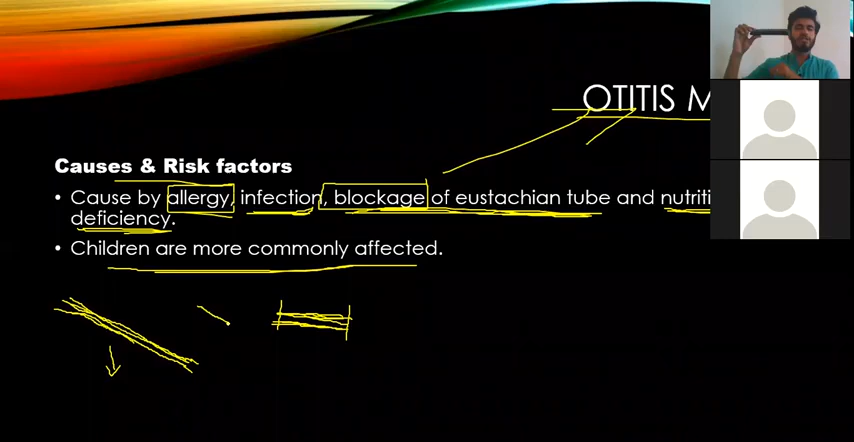 OTITIS M
Causes & Risk factors
• Cause by allergy, infection, blockage of eustachian tube and nutriti
deficiency.
• Children are more commonly affected.